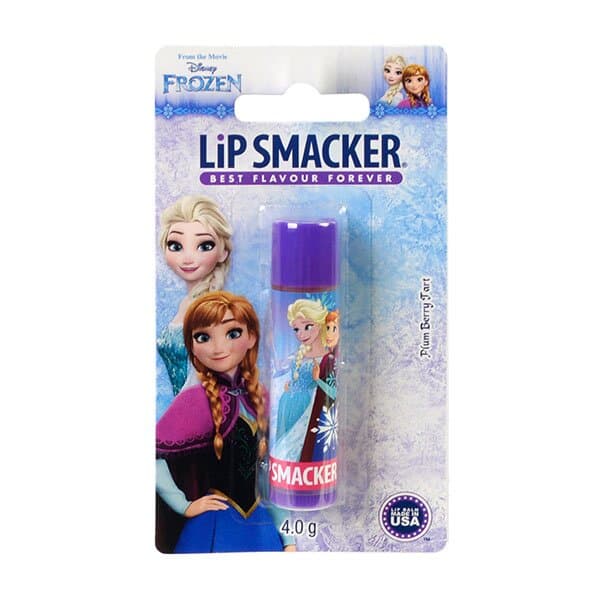 From the Movie
Disney
FROZEN
LiP SMACKER®
BEST FLAVOUR FOREVER
Plum Berry Tart
SMACKER
4.0 g
LIP BALM
MADE IN
USA
™